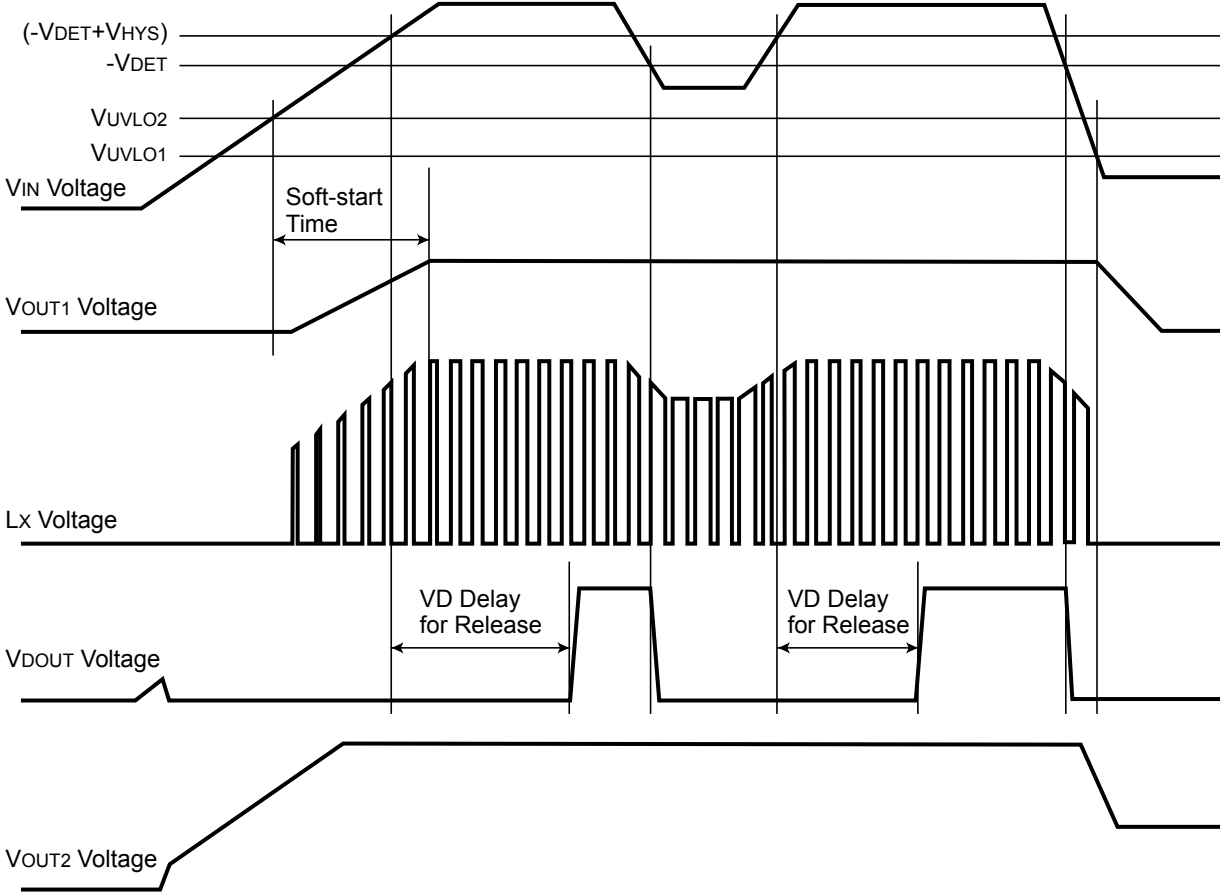 (-VDET+VHYS)
-VDET
VUVLO2
VUVLO1
VIN Voltage
Soft-start
Time
VOUT1 Voltage
LX Voltage
VD Delay
for Release
VD Delay
for Release
VDOUT Voltage
VOUT2 Voltage